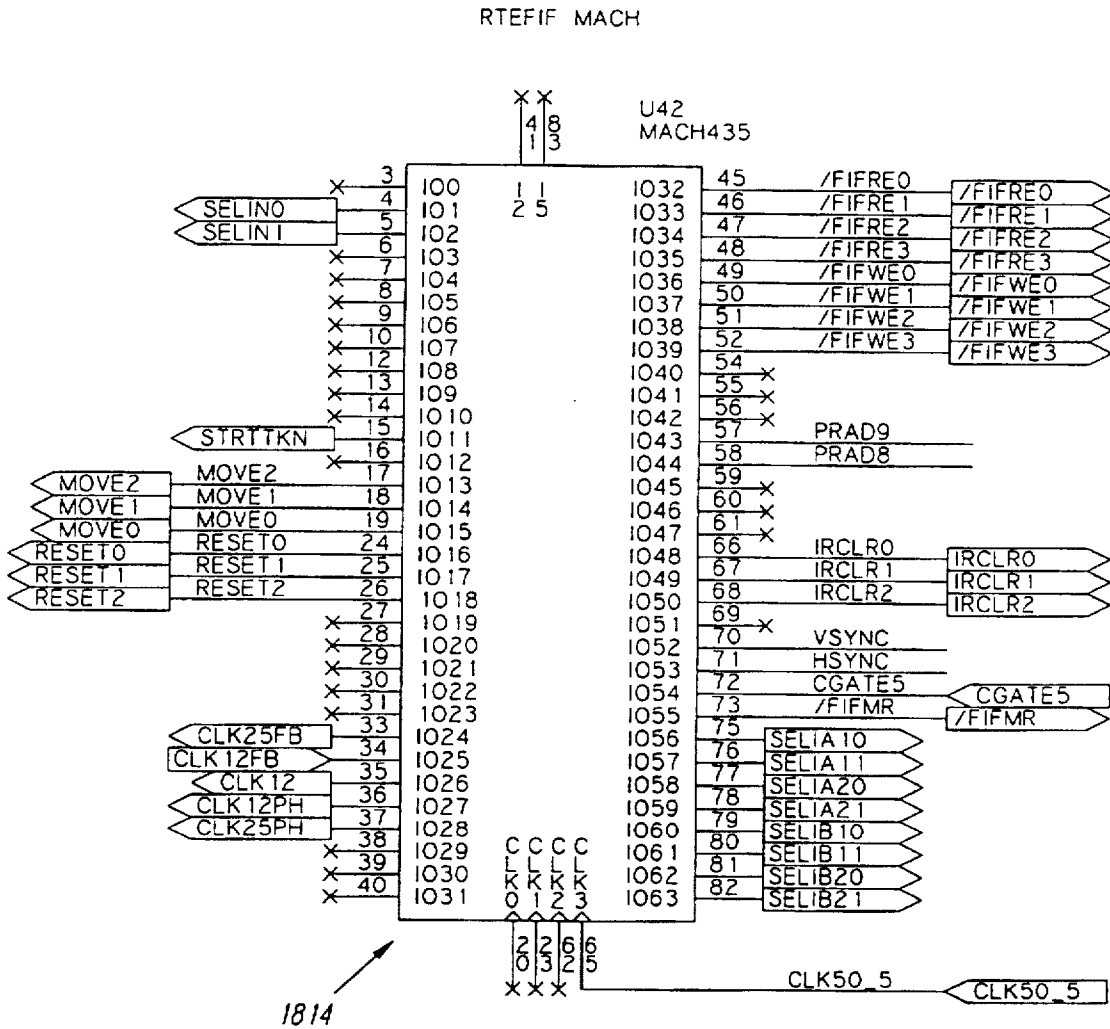 RTEFIF MACH
U42
MACH435
41 83
I2 I5
3 IO0
SELIN0 4 IO1
SELIN1 5 IO2
6 IO3
7 IO4
8 IO5
9 IO6
10 IO7
12 IO8
13 IO9
14 IO10
STRTTKN 15 IO11
16 IO12
MOVE2 MOVE2 17 IO13
MOVE1 MOVE1 18 IO14
MOVE0 MOVE0 19 IO15
RESET0 RESET0 24 IO16
RESET1 RESET1 25 IO17
RESET2 RESET2 26 IO18
27 IO19
28 IO20
29 IO21
30 IO22
31 IO23
CLK25FB 33 IO24
CLK12FB 34 IO25
CLK12 35 IO26
CLK12PH 36 IO27
CLK25PH 37 IO28
38 IO29
39 IO30
40 IO31
IO32 45 /FIFRE0 /FIFRE0
IO33 46 /FIFRE1 /FIFRE1
IO34 47 /FIFRE2 /FIFRE2
IO35 48 /FIFRE3 /FIFRE3
IO36 49 /FIFWE0 /FIFWE0
IO37 50 /FIFWE1 /FIFWE1
IO38 51 /FIFWE2 /FIFWE2
IO39 52 /FIFWE3 /FIFWE3
IO40 54
IO41 55
IO42 56
IO43 57 PRAD9
IO44 58 PRAD8
IO45 59
IO46 60
IO47 61
IO48 66 IRCLR0 IRCLR0
IO49 67 IRCLR1 IRCLR1
IO50 68 IRCLR2 IRCLR2
IO51 69
IO52 70 VSYNC
IO53 71 HSYNC
IO54 72 CGATE5 CGATE5
IO55 73 /FIFMR /FIFMR
IO56 75 SELIA10
IO57 76 SELIA11
IO58 77 SELIA20
IO59 78 SELIA21
IO60 79 SELIB10
IO61 80 SELIB11
IO62 81 SELIB20
IO63 82 SELIB21
CLK0 CLK1 CLK2 CLK3
20 23 62 65
CLK50_5 CLK50_5
1814